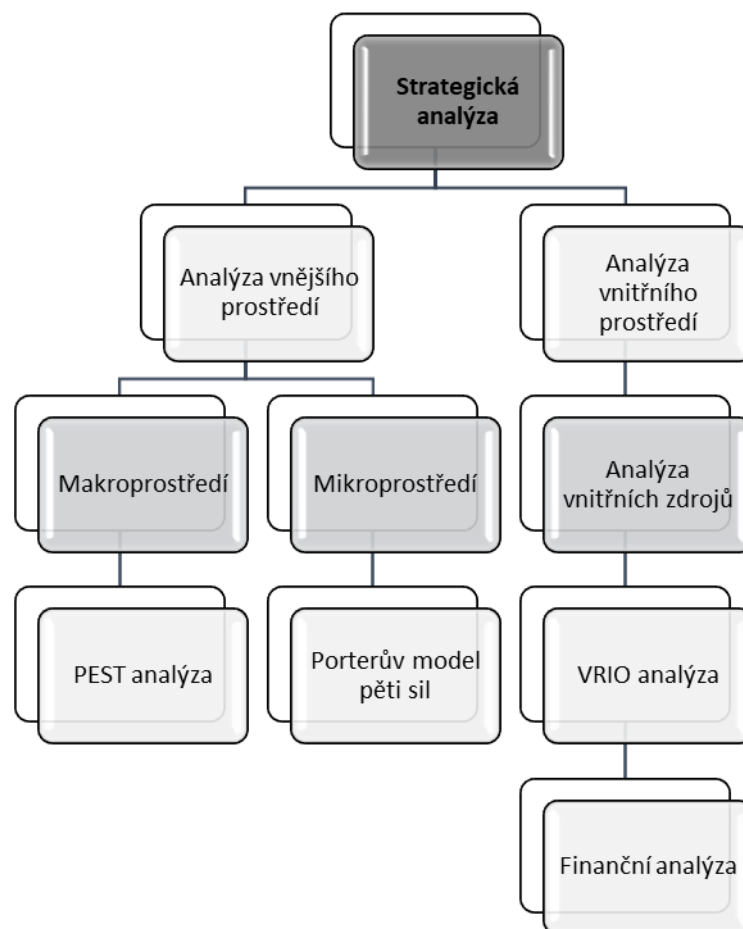 Strategická
analýza
Analýza vnějšího
prostředí
Analýza
vnitřního
prostředí
Makroprostředí
Mikroprostředí
Analýza
vnitřních zdrojů
PEST analýza
Porterův model
pěti sil
VRIO analýza
Finanční analýza